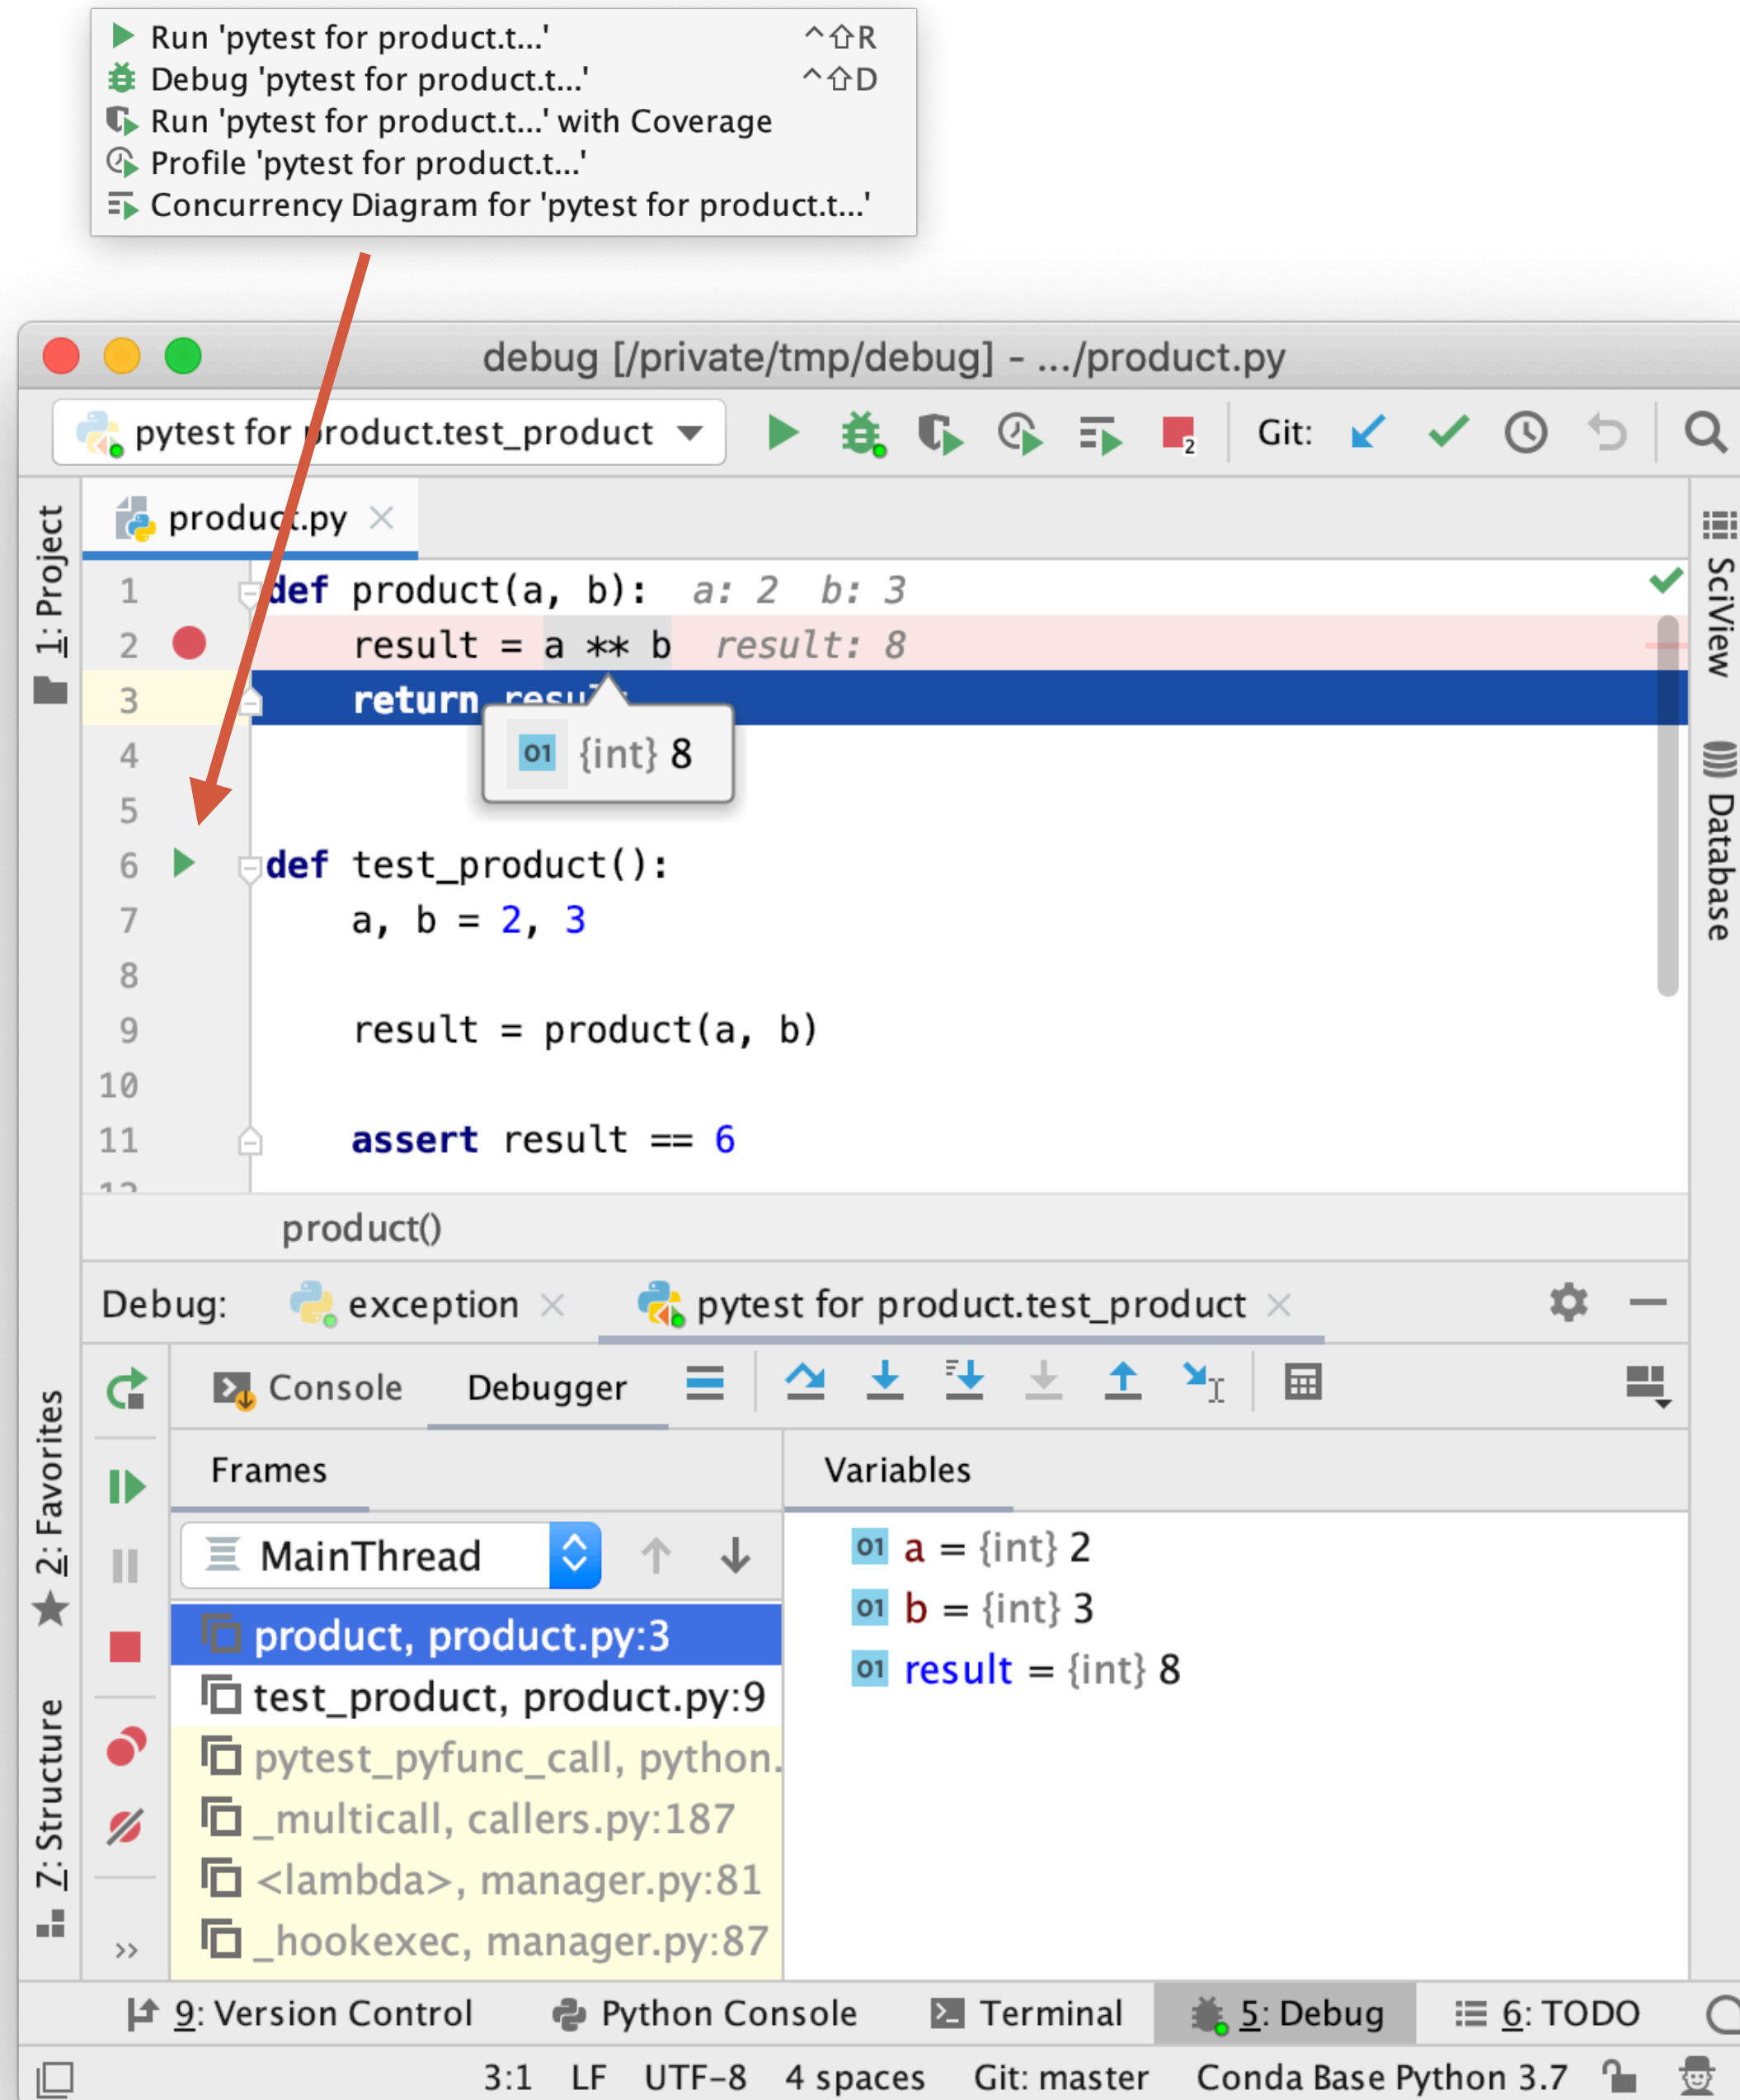 Run 'pytest for product.t...' ^⇧R
Debug 'pytest for product.t...' ^⇧D
Run 'pytest for product.t...' with Coverage
Profile 'pytest for product.t...'
Concurrency Diagram for 'pytest for product.t...'
debug [/private/tmp/debug] - .../product.py
pytest for product.test_product
2
Git:
1: Project
product.py
SciView
Database
1 def product(a, b): a: 2 b: 3
2 result = a ** b result: 8
3 return result
01 {int} 8
4
5
6 def test_product():
7 a, b = 2, 3
8
9 result = product(a, b)
10
11 assert result == 6
12
product()
Debug: exception pytest for product.test_product
2: Favorites
7: Structure
Console Debugger
Frames Variables
MainThread
01 a = {int} 2
01 b = {int} 3
01 result = {int} 8
product, product.py:3
test_product, product.py:9
pytest_pyfunc_call, python.
_multicall, callers.py:187
<lambda>, manager.py:81
_hookexec, manager.py:87
>>
9: Version Control Python Console Terminal 5: Debug 6: TODO
3:1 LF UTF-8 4 spaces Git: master Conda Base Python 3.7